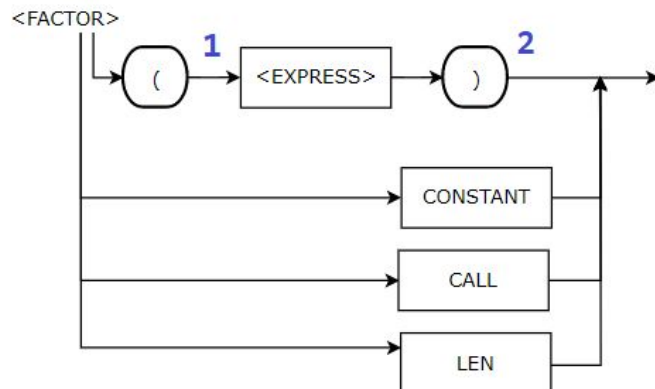 <FACTOR>
( 1 <EXPRESS> ) 2
CONSTANT
CALL
LEN